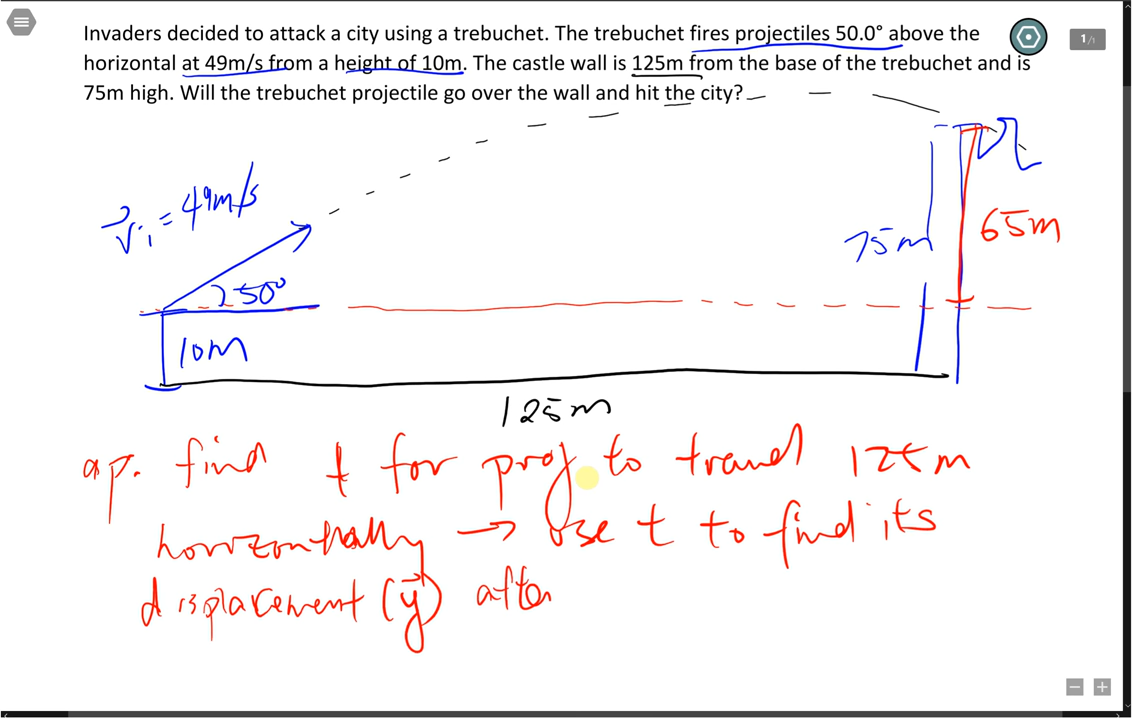 Invaders decided to attack a city using a trebuchet. The trebuchet fires projectiles 50.0° above the
horizontal at 49m/s from a height of 10m. The castle wall is 125m from the base of the trebuchet and is
75m high. Will the trebuchet projectile go over the wall and hit the city?
1/1
v⃗i = 49m/s
50°
10m
75m
65m
125m
ap. find t for proj to travel 125m
horizontally → use t to find its
displacement (y⃗) after